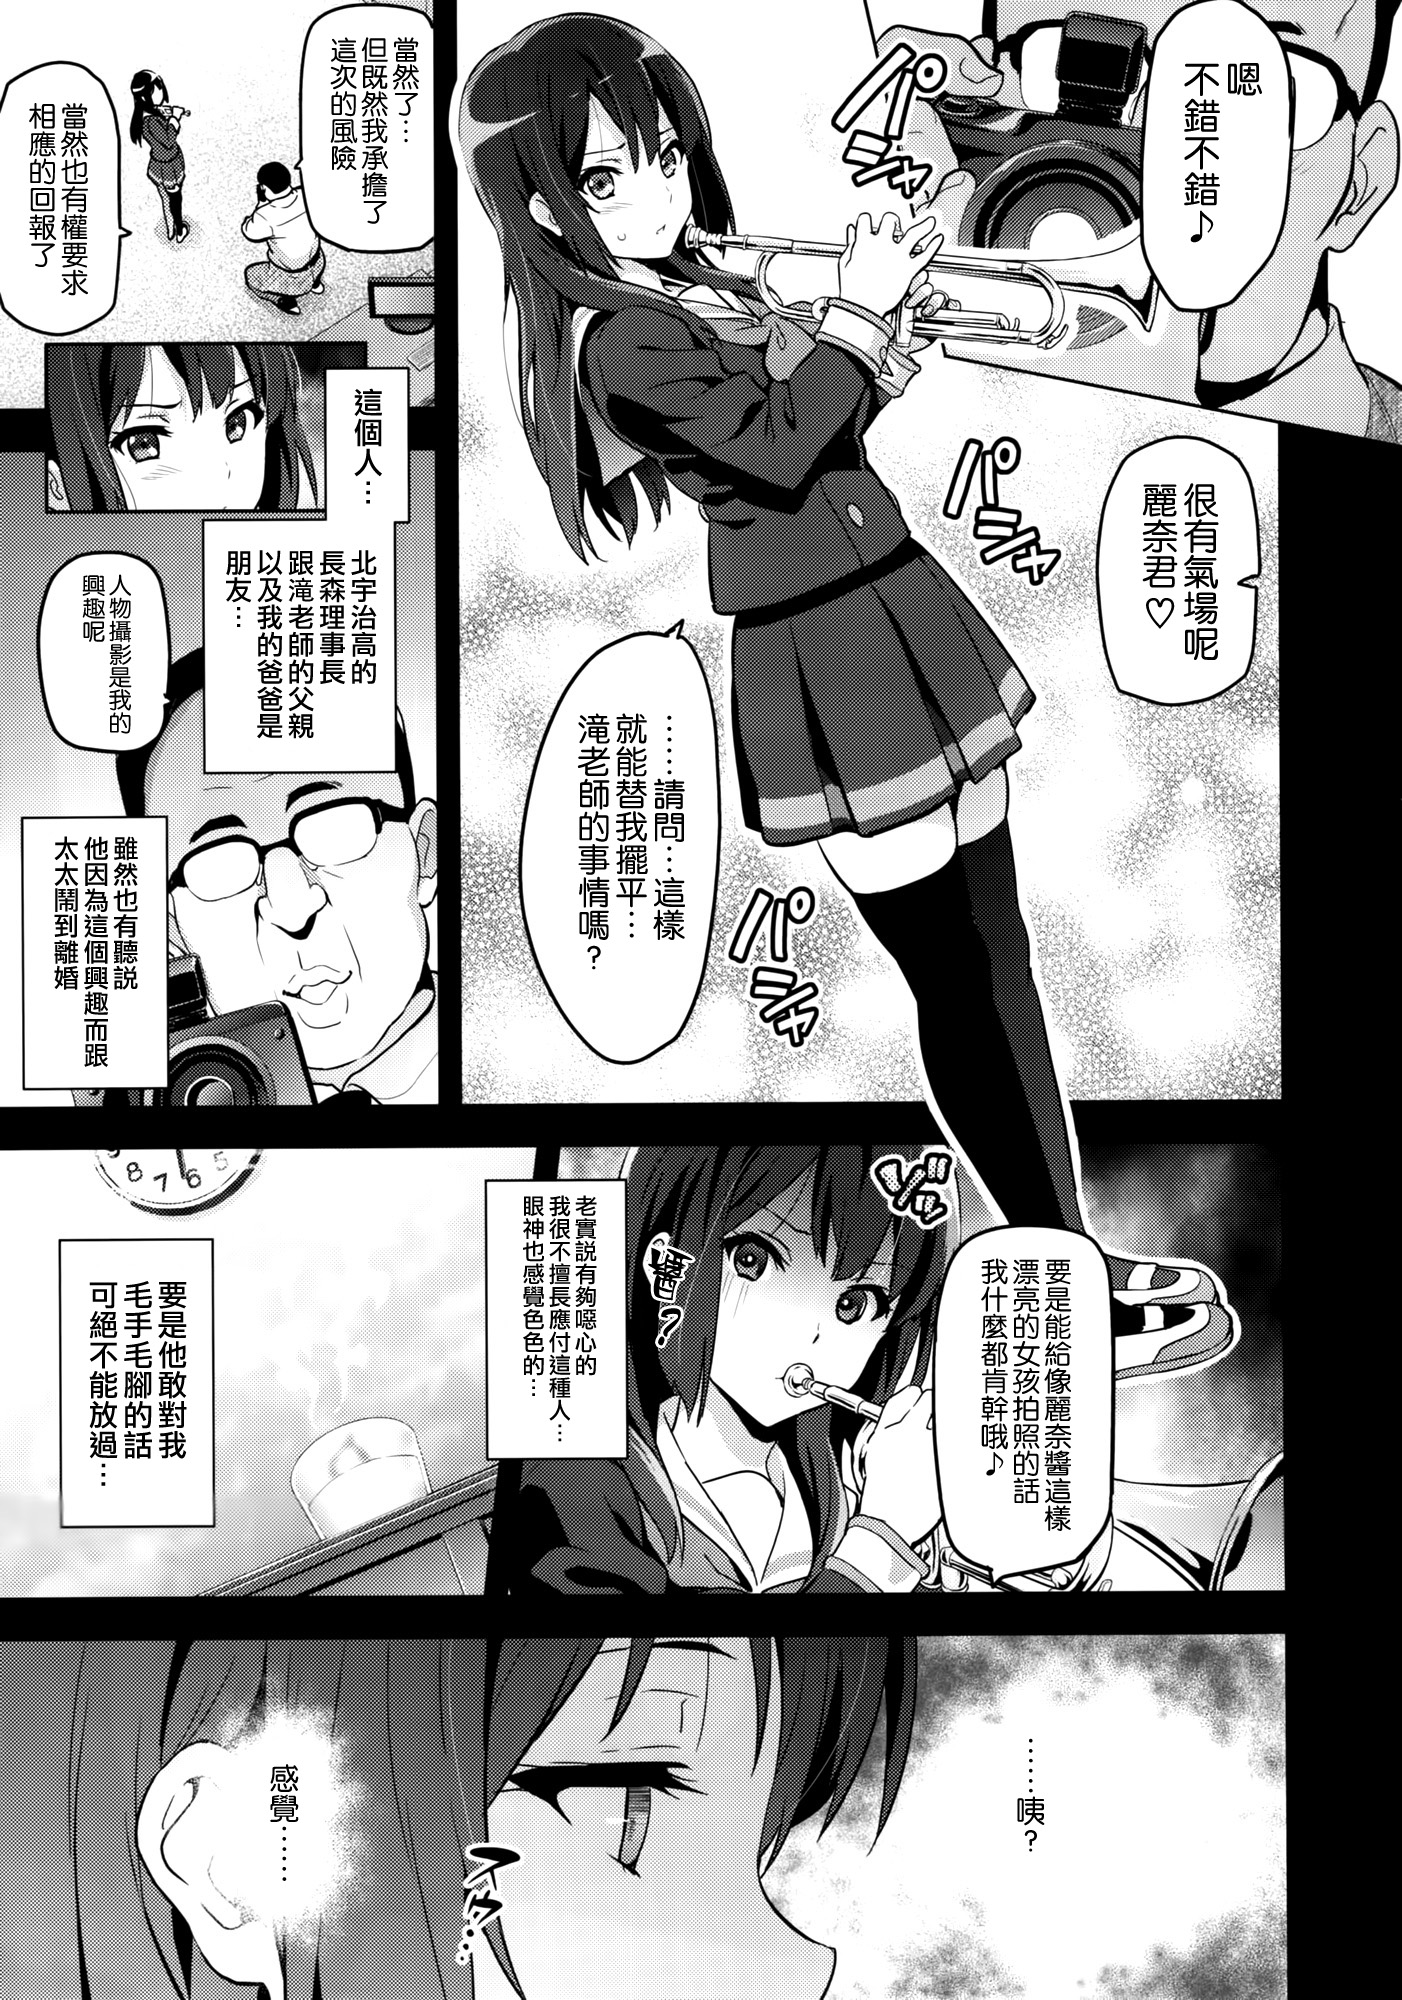 嗯
不錯不錯♪
パシャ
很有氣場呢
麗奈君♡
パシャ
……請問…這樣
就能替我擺平…
滝老師的事情嗎？
パシャ
當然了…
但既然我承擔了
這次的風險
當然也有權要求
相應的回報了
這個人…
北宇治高的
長森理事長
跟滝老師的父親
以及我的爸爸是
朋友…
人物攝影是我的
興趣呢
雖然也有聽說
他因為這個興趣而跟
太太鬧到離婚
要是能給像麗奈醬這樣
漂亮的女孩拍照的話
我什麼都肯幹哦♪
ゾゾッ
醬？
老實說有夠噁心的
我很不擅長應付這種人…
眼神也感覺色色的…
要是他敢對我
毛手毛腳的話
可絕不能放過…
8 7 6 5
……咦？
感覺……